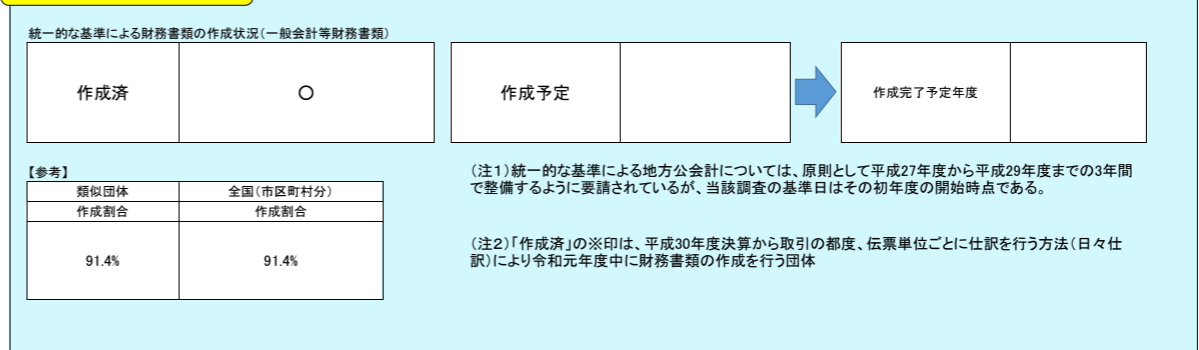 統一的な基準による財務書類の作成状況（一般会計等財務書類）
作成済
○
作成予定
作成完了予定年度
【参考】
類似団体
全国（市区町村分）
作成割合
作成割合
91.4%
91.4%
（注１）統一的な基準による地方公会計については、原則として平成27年度から平成29年度までの3年間
で整備するように要請されているが、当該調査の基準日はその初年度の開始時点である。
（注２）「作成済」の※印は、平成30年度決算から取引の都度、伝票単位ごとに仕訳を行う方法（日々仕
訳）により令和元年度中に財務書類の作成を行う団体